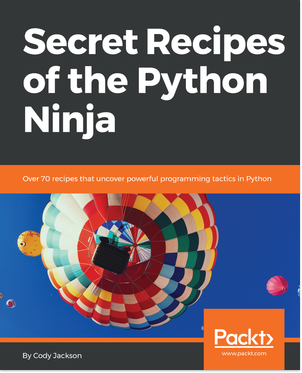 Secret Recipes
of the Python
Ninja
Over 70 recipes that uncover powerful programming tactics in Python
By Cody Jackson
Packt>
www.packt.com